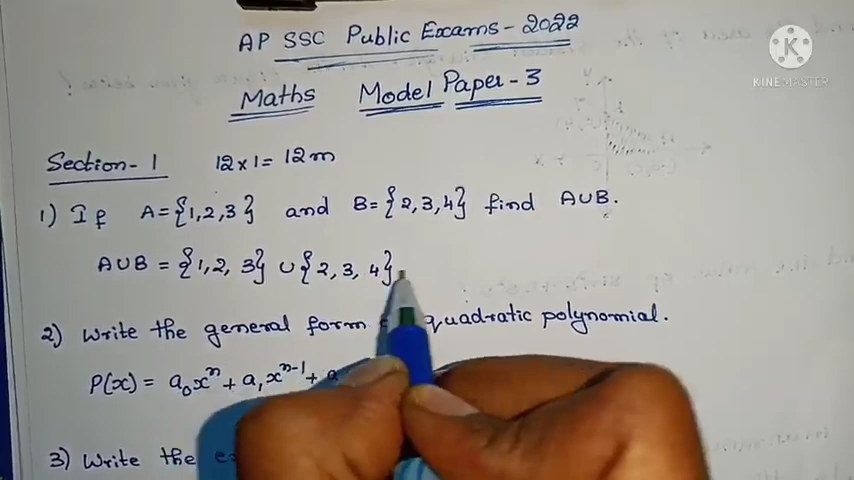 AP SSC Public Exams - 2022
Maths Model Paper - 3
Section - 1 12 x 1 = 12 m
1) If A = {1,2,3} and B = {2,3,4} find A∪B.
A∪B = {1,2,3} ∪ {2,3,4}
2) Write the general form quadratic polynomial.
P(x) = a₀xⁿ + a₁xⁿ⁻¹ + a
3) Write the
KINEMASTER